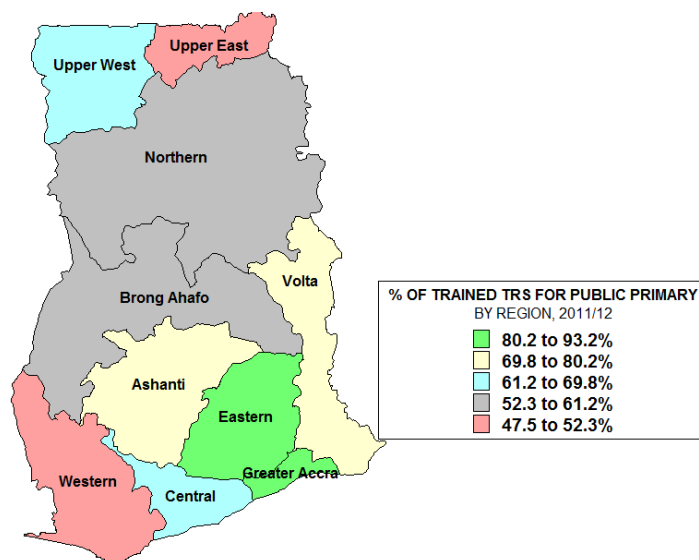 Upper East
Upper West
Northern
Volta
Brong Ahafo
Ashanti
Eastern
Greater Accra
Western
Central
% OF TRAINED TRS FOR PUBLIC PRIMARY
BY REGION, 2011/12
80.2 to 93.2%
69.8 to 80.2%
61.2 to 69.8%
52.3 to 61.2%
47.5 to 52.3%